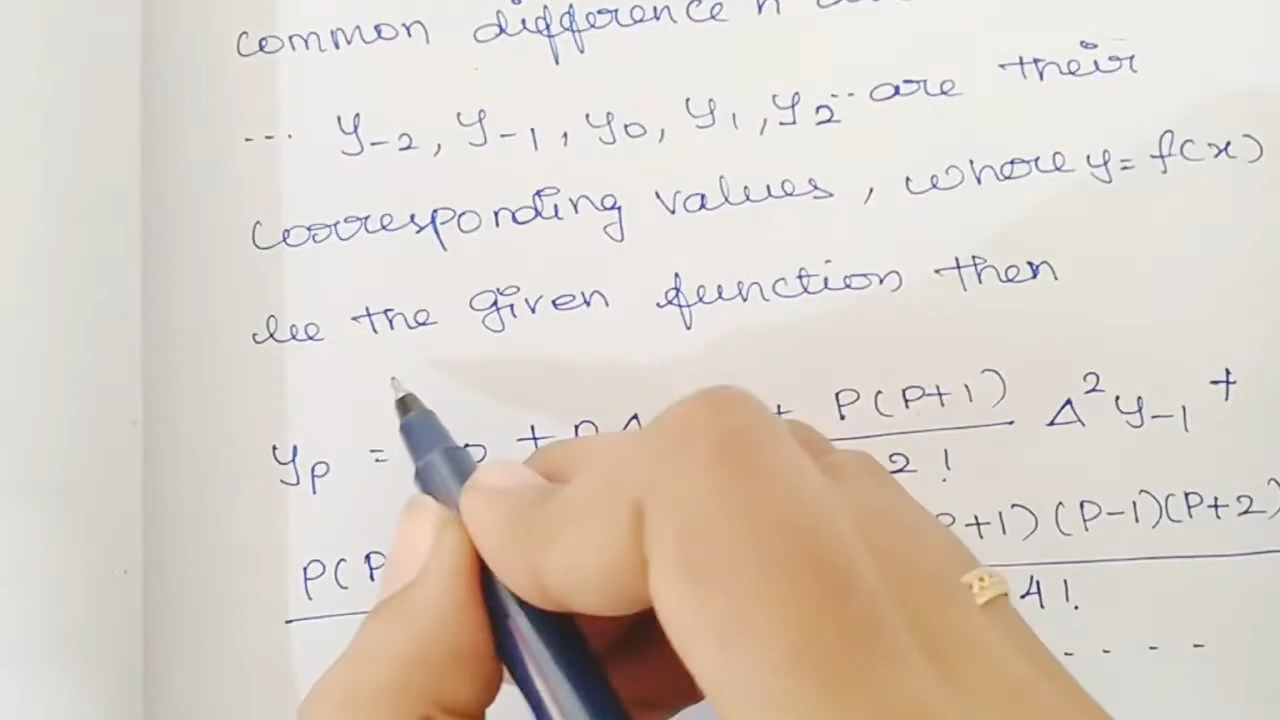 common difference h
... y₋₂, y₋₁, y₀, y₁, y₂ .. are their
corresponding values, where y = f(x)
be the given function then
yₚ = + P(P+1)/2! Δ²y₋₁ +
P(P +1)(P-1)(P+2)/4!
- - - -